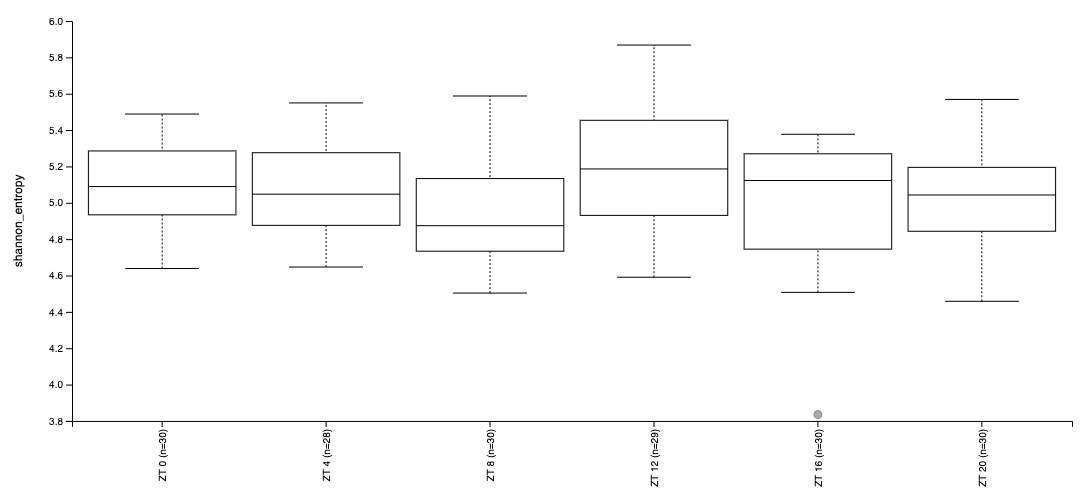 shannon_entropy
6.0
5.8
5.6
5.4
5.2
5.0
4.8
4.6
4.4
4.2
4.0
3.8
ZT 0 (n=30)
ZT 4 (n=28)
ZT 8 (n=30)
ZT 12 (n=29)
ZT 16 (n=30)
ZT 20 (n=30)